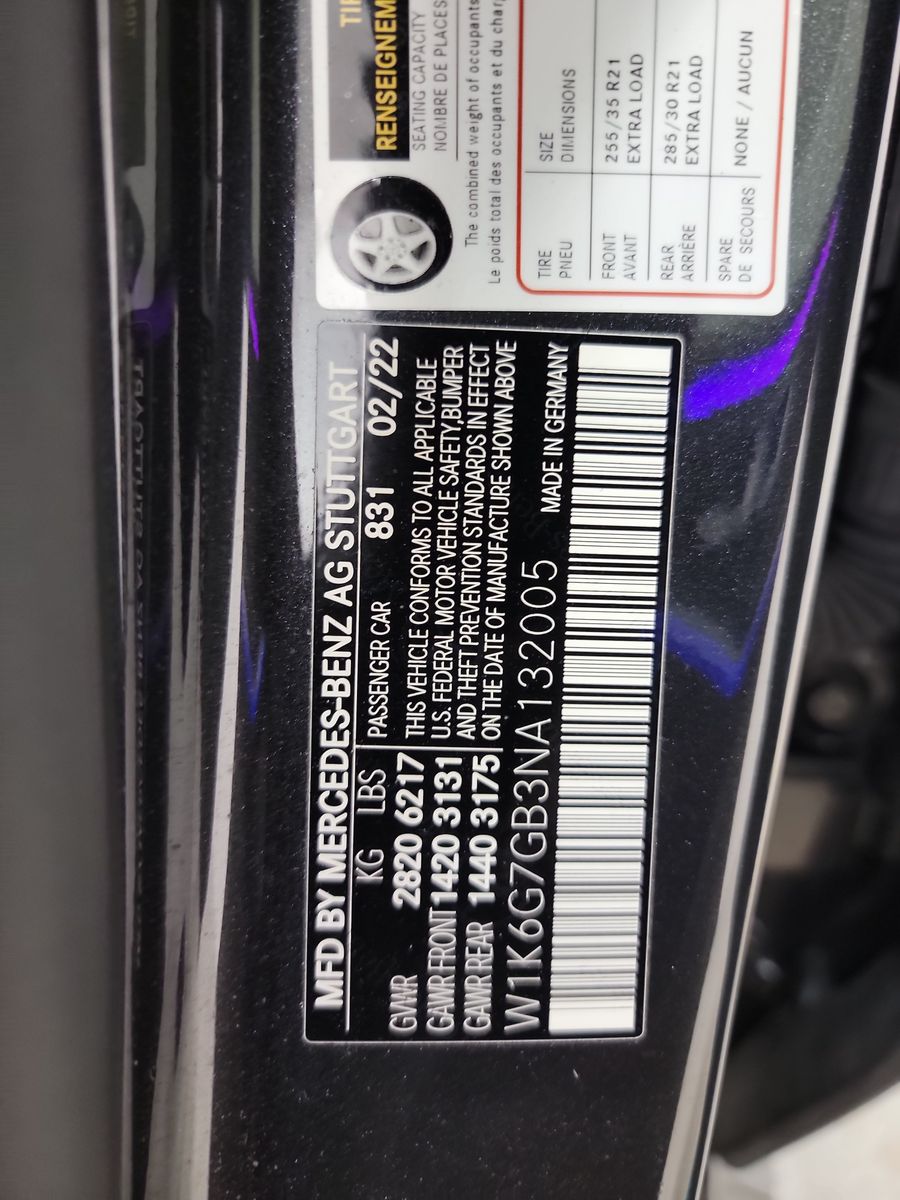 MFD BY MERCEDES-BENZ AG STUTTGART
KG LBS
GVWR 2820 6217
GAWR FRONT 1420 3131
GAWR REAR 1440 3175
PASSENGER CAR 831 02/22
THIS VEHICLE CONFORMS TO ALL APPLICABLE
U.S. FEDERAL MOTOR VEHICLE SAFETY,BUMPER
AND THEFT PREVENTION STANDARDS IN EFFECT
ON THE DATE OF MANUFACTURE SHOWN ABOVE
W1K6G7GB3NA132005 MADE IN GERMANY
SEATING CAPACITY
NOMBRE DE PLACES
The combined weight of occupants
Le poids total des occupants et du
TIRE SIZE
PNEU DIMENSIONS
FRONT 255/35 R21
AVANT EXTRA LOAD
REAR 285/30 R21
ARRIÈRE EXTRA LOAD
SPARE NONE / AUCUN
DE SECOURS